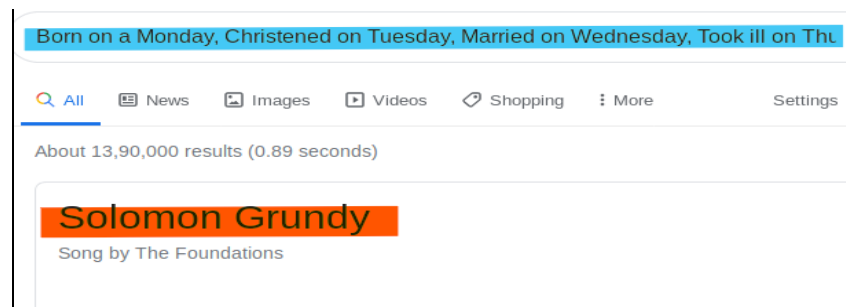 Born on a Monday, Christened on Tuesday, Married on Wednesday, Took ill on
All News Images Videos Shopping More Settings
About 13,90,000 results (0.89 seconds)
Solomon Grundy
Song by The Foundations